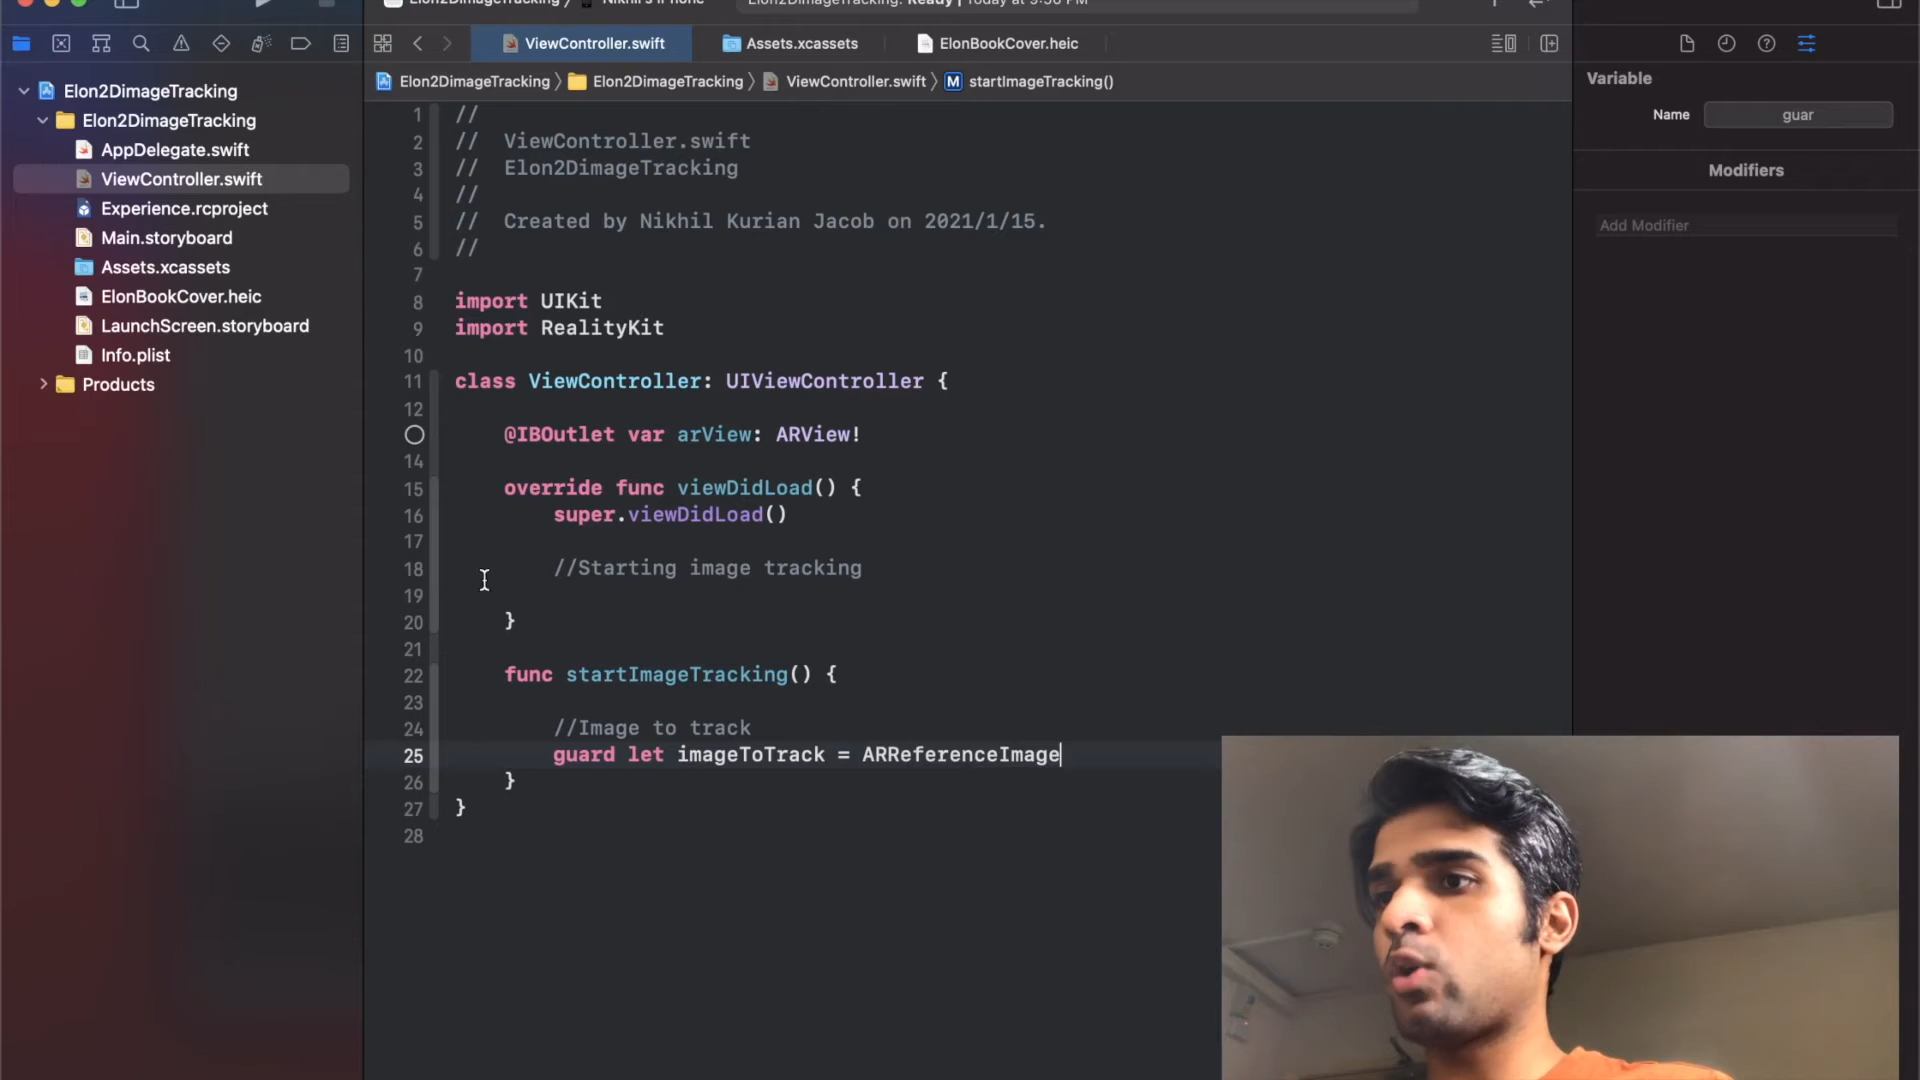 ViewController.swift
Assets.xcassets
ElonBookCover.heic
Elon2DimageTracking
Elon2DimageTracking
ViewController.swift
M
startImageTracking()
Elon2DimageTracking
Elon2DimageTracking
AppDelegate.swift
ViewController.swift
Experience.rcproject
Main.storyboard
Assets.xcassets
ElonBookCover.heic
LaunchScreen.storyboard
Info.plist
Products
1 //
2 // ViewController.swift
3 // Elon2DimageTracking
4 //
5 // Created by Nikhil Kurian Jacob on 2021/1/15.
6 //
7
8 import UIKit
9 import RealityKit
10
11 class ViewController: UIViewController {
12
@IBOutlet var arView: ARView!
14
15 override func viewDidLoad() {
16 super.viewDidLoad()
17
18 //Starting image tracking
19
20 }
21
22 func startImageTracking() {
23
24 //Image to track
25 guard let imageToTrack = ARReferenceImage
26 }
27 }
28
Variable
Name guar
Modifiers
Add Modifier